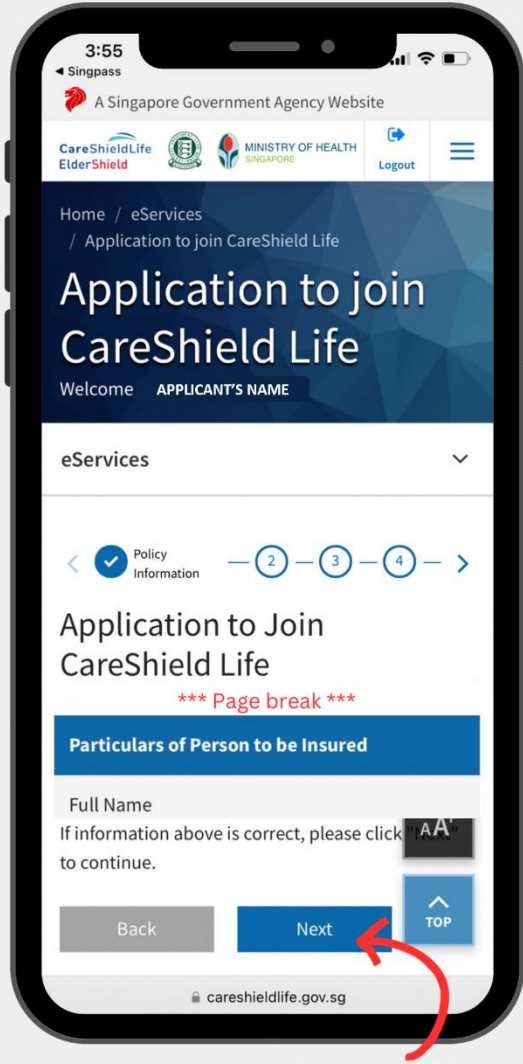 3:55
◄ Singpass
A Singapore Government Agency Website
CareShieldLife
ElderShield
MINISTRY OF HEALTH
SINGAPORE
Logout
Home / eServices
/ Application to join CareShield Life
Application to join
CareShield Life
Welcome APPLICANT'S NAME
eServices
Policy
Information
2
3
4
Application to Join
CareShield Life
*** Page break ***
Particulars of Person to be Insured
Full Name
If information above is correct, please click "Next"
to continue.
AA
TOP
Back
Next
careshieldlife.gov.sg